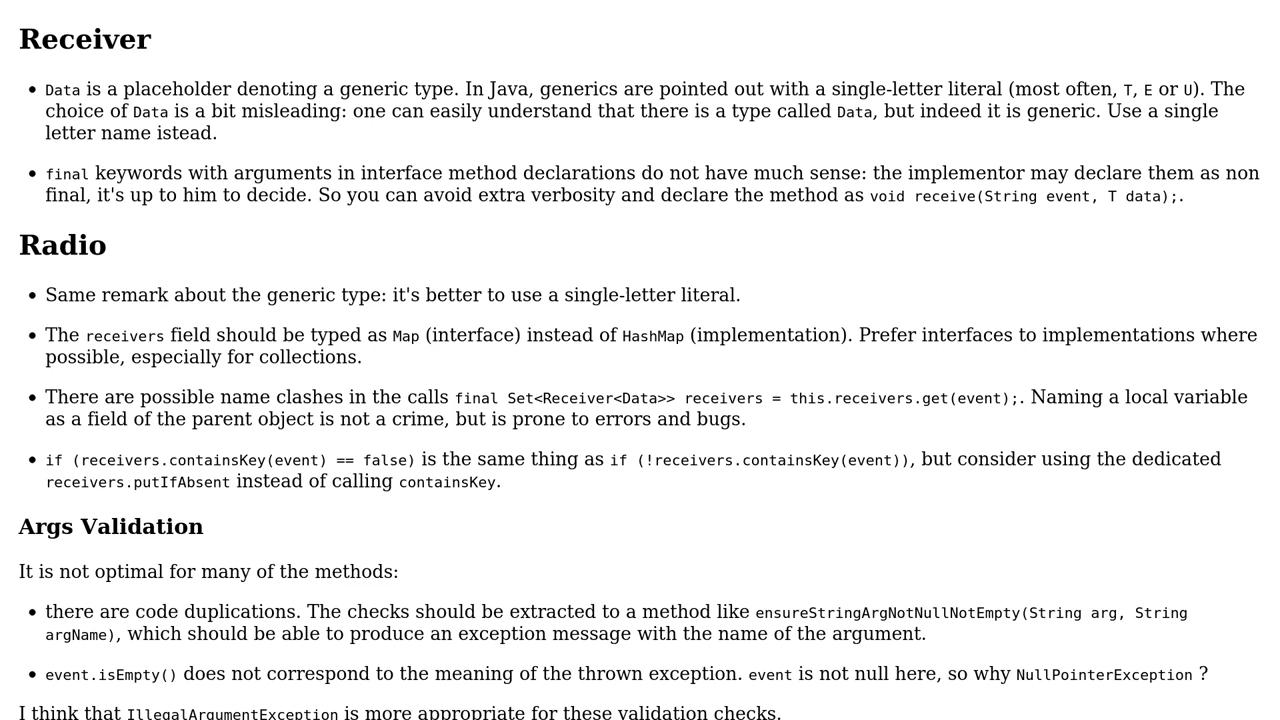 Receiver
• Data is a placeholder denoting a generic type. In Java, generics are pointed out with a single-letter literal (most often, T, E or U). The
choice of Data is a bit misleading: one can easily understand that there is a type called Data, but indeed it is generic. Use a single
letter name istead.
• final keywords with arguments in interface method declarations do not have much sense: the implementor may declare them as non
final, it's up to him to decide. So you can avoid extra verbosity and declare the method as void receive(String event, T data);.
Radio
• Same remark about the generic type: it's better to use a single-letter literal.
• The receivers field should be typed as Map (interface) instead of HashMap (implementation). Prefer interfaces to implementations where
possible, especially for collections.
• There are possible name clashes in the calls final Set<Receiver<Data>> receivers = this.receivers.get(event);. Naming a local variable
as a field of the parent object is not a crime, but is prone to errors and bugs.
• if (receivers.containsKey(event) == false) is the same thing as if (!receivers.containsKey(event)), but consider using the dedicated
receivers.putIfAbsent instead of calling containsKey.
Args Validation
It is not optimal for many of the methods:
• there are code duplications. The checks should be extracted to a method like ensureStringArgNotNullNotEmpty(String arg, String
argName), which should be able to produce an exception message with the name of the argument.
• event.isEmpty() does not correspond to the meaning of the thrown exception. event is not null here, so why NullPointerException ?
I think that IllegalArgumentException is more appropriate for these validation checks.